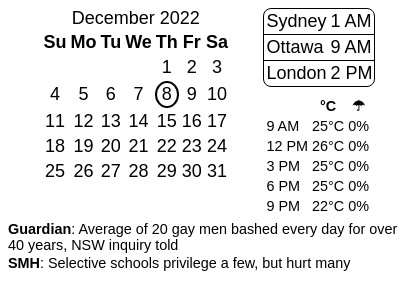 December 2022
Su Mo Tu We Th Fr Sa
1 2 3
4 5 6 7 8 9 10
11 12 13 14 15 16 17
18 19 20 21 22 23 24
25 26 27 28 29 30 31
Sydney 1 AM
Ottawa 9 AM
London 2 PM
°C ☂
9 AM 25°C 0%
12 PM 26°C 0%
3 PM 25°C 0%
6 PM 25°C 0%
9 PM 22°C 0%
Guardian: Average of 20 gay men bashed every day for over
40 years, NSW inquiry told
SMH: Selective schools privilege a few, but hurt many